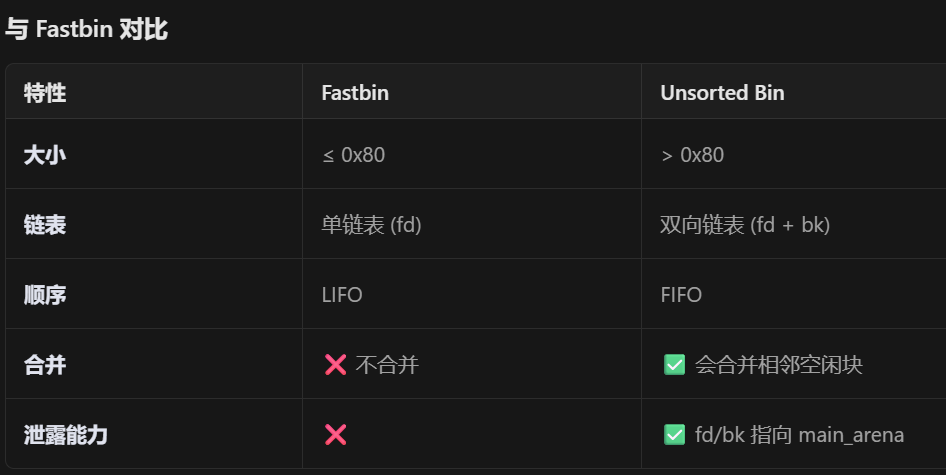 与 Fastbin 对比
特性 Fastbin Unsorted Bin
大小 ≤ 0x80 > 0x80
链表 单链表 (fd) 双向链表 (fd + bk)
顺序 LIFO FIFO
合并 ❌ 不合并 ✅ 会合并相邻空闲块
泄露能力 ❌ ✅ fd/bk 指向 main_arena